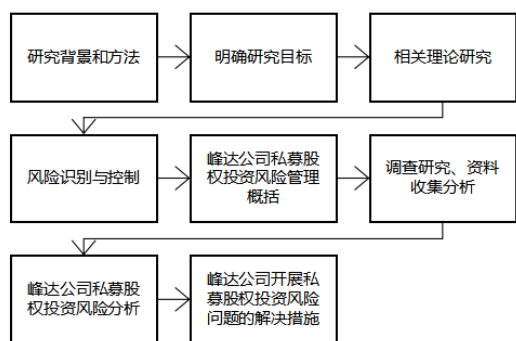 研究背景和方法
明确研究目标
相关理论研究
风险识别与控制
峰达公司私募股
权投资风险管理
概括
调查研究、资料
收集分析
峰达公司私募股
权投资风险分析
峰达公司开展私
募股权投资风险
问题的解决措施